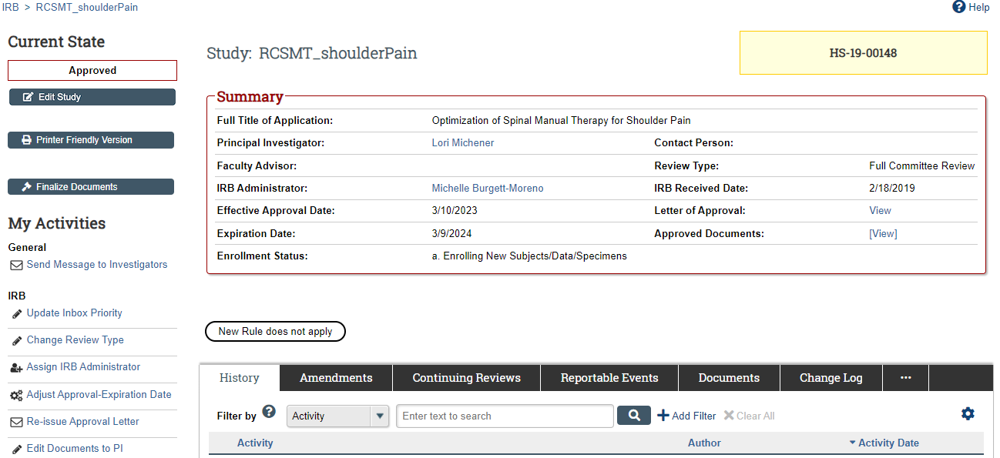 IRB > RCSMT_shoulderPain
Help
Current State
Approved
Edit Study
Printer Friendly Version
Finalize Documents
My Activities
General
Send Message to Investigators
IRB
Update Inbox Priority
Change Review Type
Assign IRB Administrator
Adjust Approval-Expiration Date
Re-issue Approval Letter
Edit Documents to PI
Study: RCSMT_shoulderPain
HS-19-00148
Summary
Full Title of Application: Optimization of Spinal Manual Therapy for Shoulder Pain
Principal Investigator: Lori Michener Contact Person:
Faculty Advisor: Review Type: Full Committee Review
IRB Administrator: Michelle Burgett-Moreno IRB Received Date: 2/18/2019
Effective Approval Date: 3/10/2023 Letter of Approval: View
Expiration Date: 3/9/2024 Approved Documents: [View]
Enrollment Status: a. Enrolling New Subjects/Data/Specimens
New Rule does not apply
History Amendments Continuing Reviews Reportable Events Documents Change Log ...
Filter by ? Activity Enter text to search Add Filter Clear All
Activity Author Activity Date